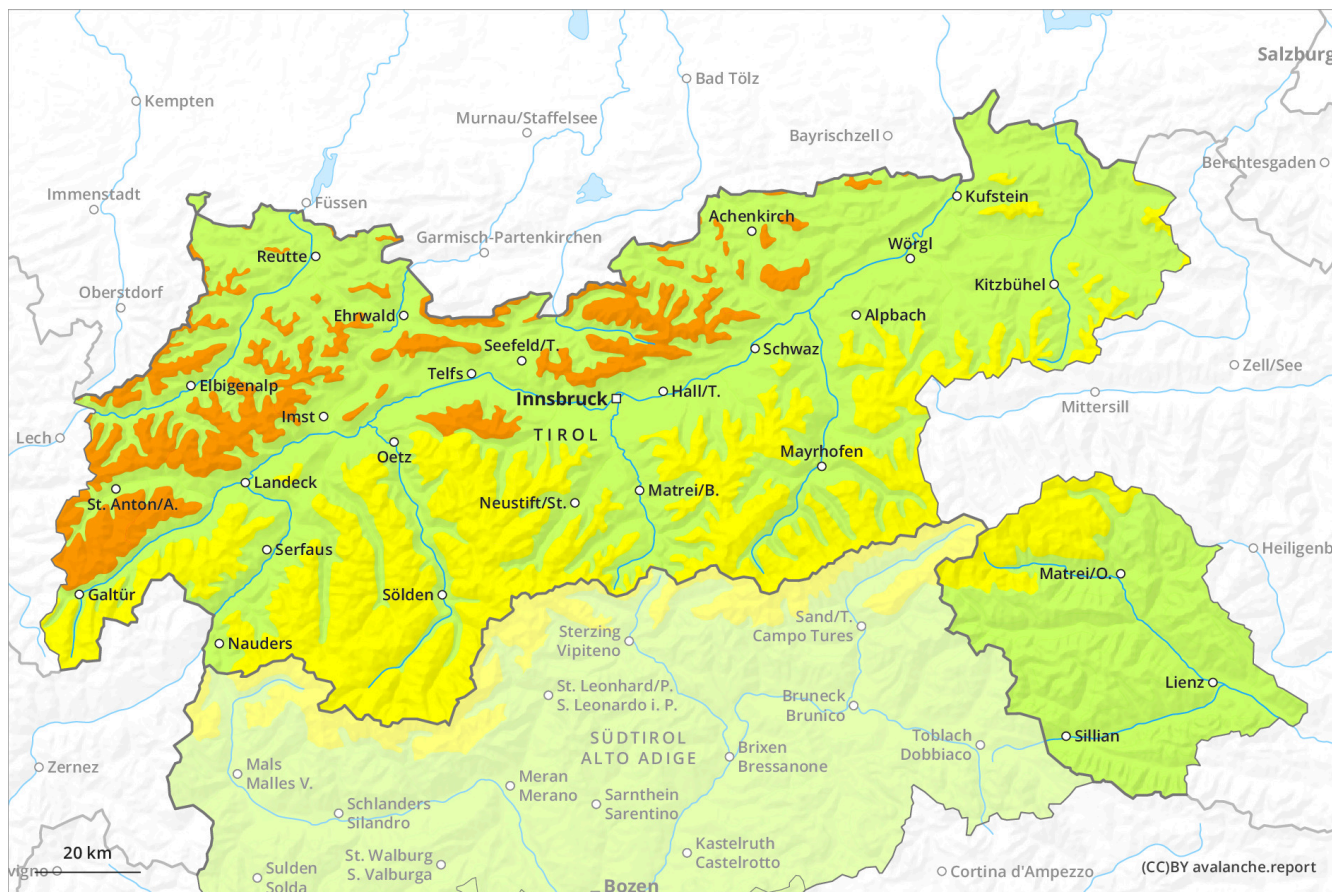 Salzburg
Bad Tölz
Kempten
Murnau/Staffelsee
Bayrischzell
Berchtesgaden
Immenstadt
Füssen
Kufstein
Achenkirch
Garmisch-Partenkirchen
Wörgl
Reutte
Oberstdorf
Kitzbühel
Ehrwald
Alpbach
Seefeld/T.
Schwaz
Telfs
Zell/See
Elbigenalp
Innsbruck
Hall/T.
Mittersill
Imst
Lech
TIROL
Oetz
Mayrhofen
Landeck
St. Anton/A.
Neustift/St.
Matrei/B.
Serfaus
Heiligenb
Matrei/O.
Galtür
Sölden
Sand/T.
Campo Tures
Sterzing
Vipiteno
Nauders
Lienz
St. Leonhard/P.
S. Leonardo i. P.
Bruneck
Brunico
Sillian
SÜDTIROL
ALTO ADIGE
Toblach
Dobbiaco
Brixen
Bressanone
Zernez
Mals
Malles V.
Meran
Merano
Sarnthein
Sarentino
Schlanders
Silandro
Kastelruth
Castelrotto
20 km
St. Walburg
S. Valburga
vigno
Sulden
Solda
Cortina d'Ampezzo
(CC)BY avalanche.report
Bozen